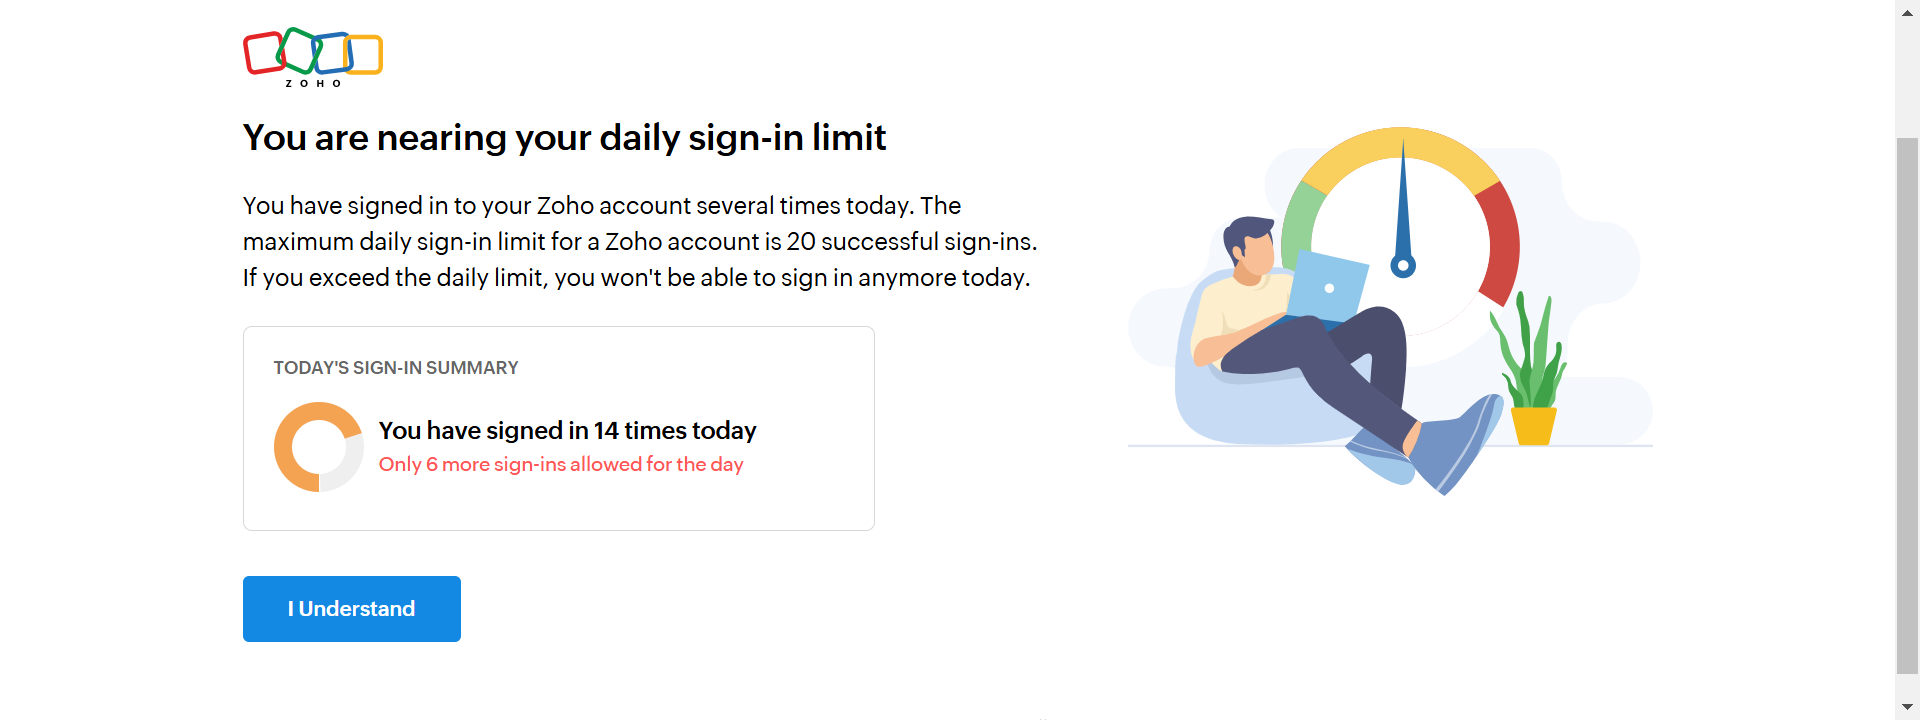 ZOHO
You are nearing your daily sign-in limit
You have signed in to your Zoho account several times today. The
maximum daily sign-in limit for a Zoho account is 20 successful sign-ins.
If you exceed the daily limit, you won't be able to sign in anymore today.
TODAY'S SIGN-IN SUMMARY
You have signed in 14 times today
Only 6 more sign-ins allowed for the day
I Understand